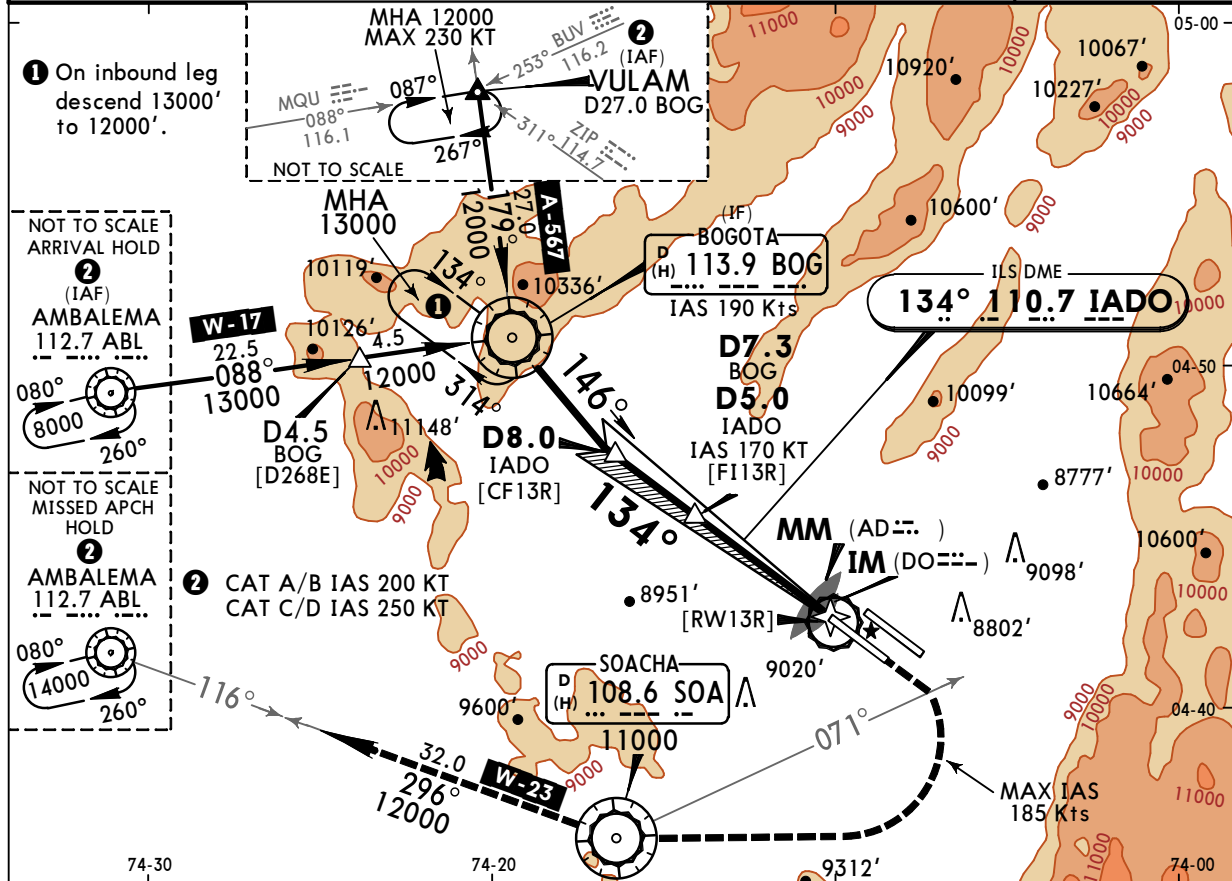 ❶ On inbound leg
descend 13000'
to 12000'.
MHA 12000
MAX 230 KT
087°
267°
MQU
088°
116.1
253° BUV
116.2
❷
(IAF)
VULAM
D27.0 BOG
311° ZIP
114.7
NOT TO SCALE
11000
10000
10000
9000
10920'
10067'
10227'
10000
9000
05-00
NOT TO SCALE
ARRIVAL HOLD
❷
(IAF)
AMBALEMA
112.7 ABL
080°
8000
260°
MHA
13000
134°
❶
314°
179°
12000
27.0
A-567
10119'
10336'
10126'
W-17
22.5
088°
13000
4.5
12000
D4.5
BOG
[D268E]
11148'
10000
9000
(IF)
BOGOTA
D
(H) 113.9 BOG
IAS 190 Kts
10600'
9000
9000
ILS DME
134° 110.7 IADO
10000
04-50
D7.3
BOG
D5.0
IADO
IAS 170 KT
[FI13R]
146°
D8.0
IADO
[CF13R]
134°
10099'
9000
10664'
10000
8777'
NOT TO SCALE
MISSED APCH
HOLD
❷
AMBALEMA
112.7 ABL
080°
14000
260°
❷ CAT A/B IAS 200 KT
CAT C/D IAS 250 KT
MM (AD )
IM (DO )
8951'
[RW13R]
9098'
8802'
10600'
10000
9000
9020'
SOACHA
D
(H) 108.6 SOA
11000
9600'
9000
116°
32.0
296°
12000
W-23
071°
9000
10000
04-40
MAX IAS
185 Kts
11000
11000
9312'
74-30
74-20
74-00